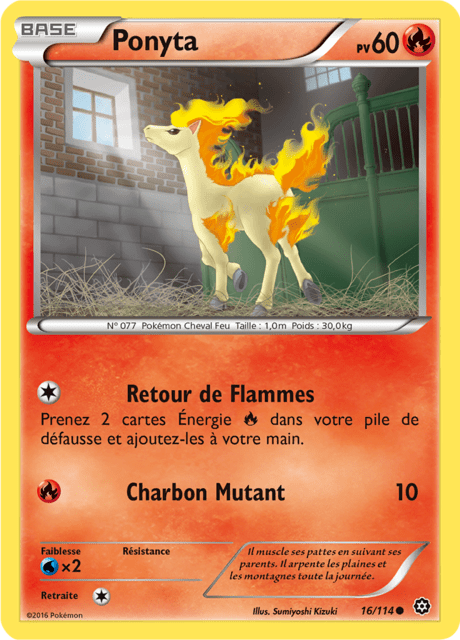 BASE
Ponyta
PV60
N° 077 Pokémon Cheval Feu Taille : 1,0m Poids : 30,0kg
Retour de Flammes
Prenez 2 cartes Énergie dans votre pile de
défausse et ajoutez-les à votre main.
Charbon Mutant 10
Faiblesse Résistance
×2
Retraite
Il muscle ses pattes en suivant ses
parents. Il arpente les plaines et
les montagnes toute la journée.
©2016 Pokémon Illus. Sumiyoshi Kizuki 16/114